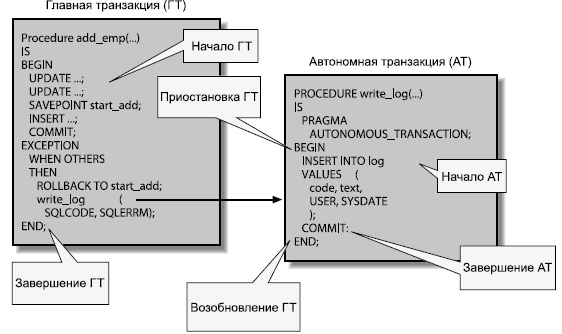 Главная транзакция (ГТ)
Procedure add_emp(...)
IS
BEGIN
UPDATE ...;
UPDATE ...;
SAVEPOINT start_add;
INSERT ...;
COMMIT;
EXCEPTION
WHEN OTHERS
THEN
ROLLBACK TO start_add;
write_log (
SQLCODE, SQLERRM);
END;
Начало ГТ
Приостановка ГТ
Завершение ГТ
Автономная транзакция (АТ)
PROCEDURE write_log(...)
IS
PRAGMA
AUTONOMOUS_TRANSACTION;
BEGIN
INSERT INTO log
VALUES (
code, text,
USER, SYSDATE
);
COMMIT:
END;
Начало АТ
Завершение АТ
Возобновление ГТ